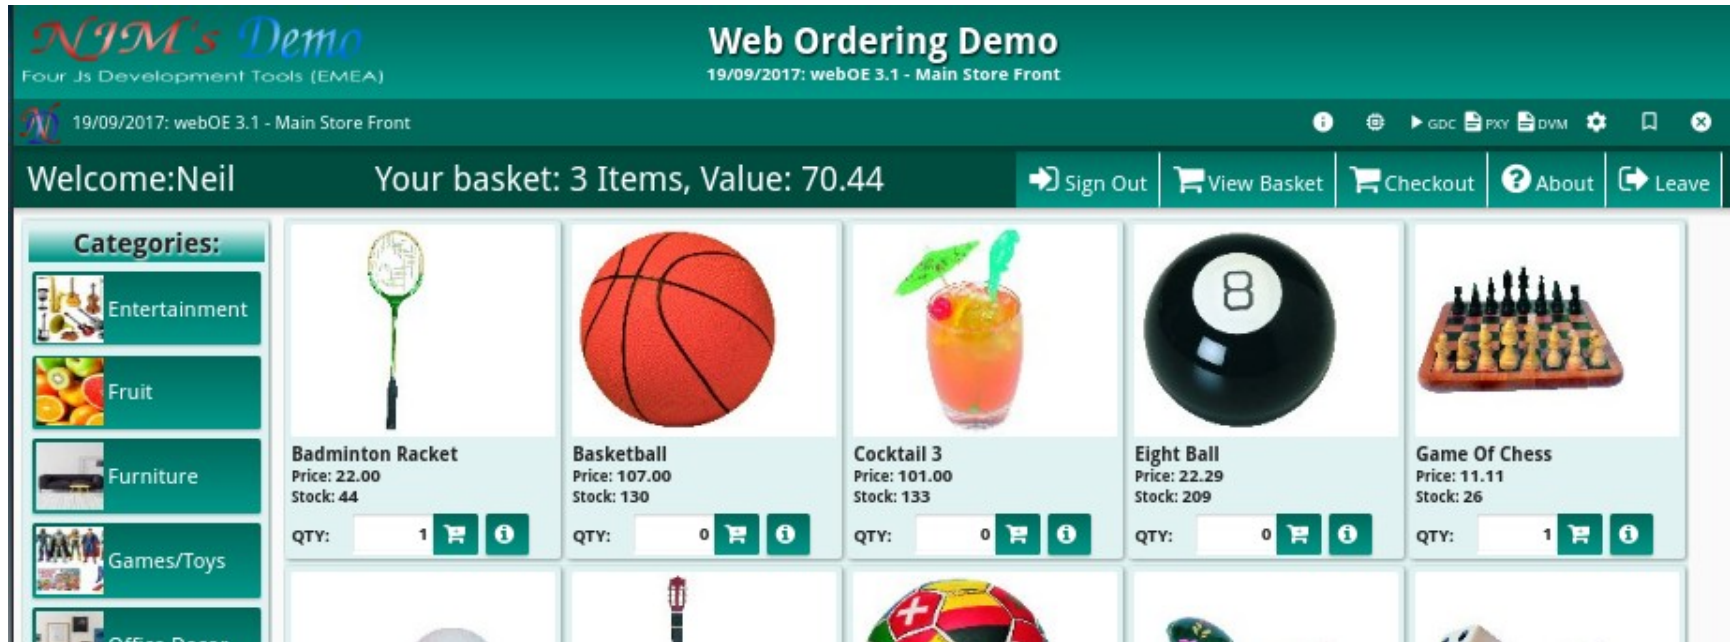 NJM's Demo
Four Js Development Tools (EMEA)
Web Ordering Demo
19/09/2017: webOE 3.1 - Main Store Front
19/09/2017: webOE 3.1 - Main Store Front
GDC PXY DVM
Welcome:Neil
Your basket: 3 Items, Value: 70.44
Sign Out
View Basket
Checkout
About
Leave
Categories:
Entertainment
Fruit
Furniture
Games/Toys
Office Decor
8
Badminton Racket
Price: 22.00
Stock: 44
QTY: 1
Basketball
Price: 107.00
Stock: 130
QTY: 0
Cocktail 3
Price: 101.00
Stock: 133
QTY: 0
Eight Ball
Price: 22.29
Stock: 209
QTY: 0
Game Of Chess
Price: 11.11
Stock: 26
QTY: 1